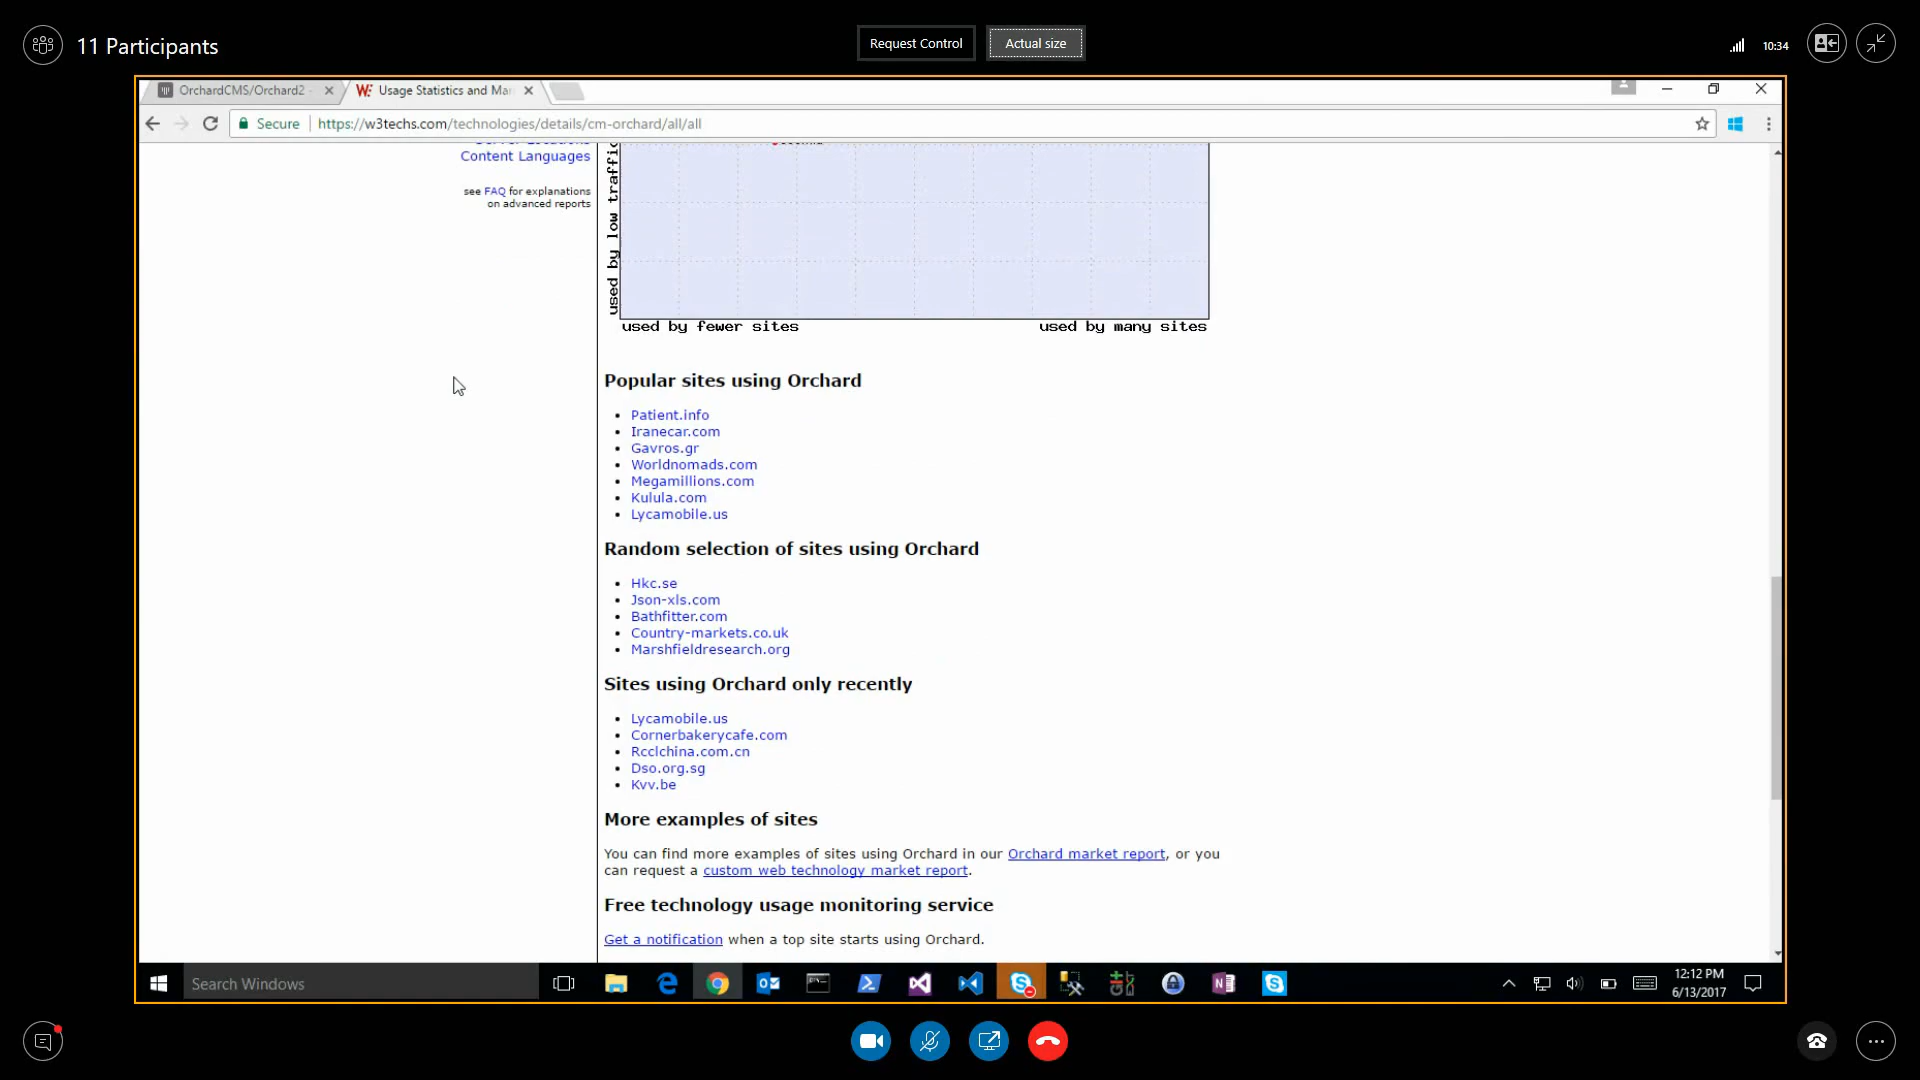 11 Participants
Request Control
Actual size
10:34
OrchardCMS/Orchard2 -
Usage Statistics and Mar
Secure
https://w3techs.com/technologies/details/cm-orchard/all/all
Content Languages
see FAQ for explanations
on advanced reports
used by low traffic
used by fewer sites
used by many sites
Popular sites using Orchard
Patient.info
Iranecar.com
Gavros.gr
Worldnomads.com
Megamillions.com
Kulula.com
Lycamobile.us
Random selection of sites using Orchard
Hkc.se
Json-xls.com
Bathfitter.com
Country-markets.co.uk
Marshfieldresearch.org
Sites using Orchard only recently
Lycamobile.us
Cornerbakerycafe.com
Rcclchina.com.cn
Dso.org.sg
Kvv.be
More examples of sites
You can find more examples of sites using Orchard in our Orchard market report, or you
can request a custom web technology market report.
Free technology usage monitoring service
Get a notification when a top site starts using Orchard.
Search Windows
12:12 PM
6/13/2017